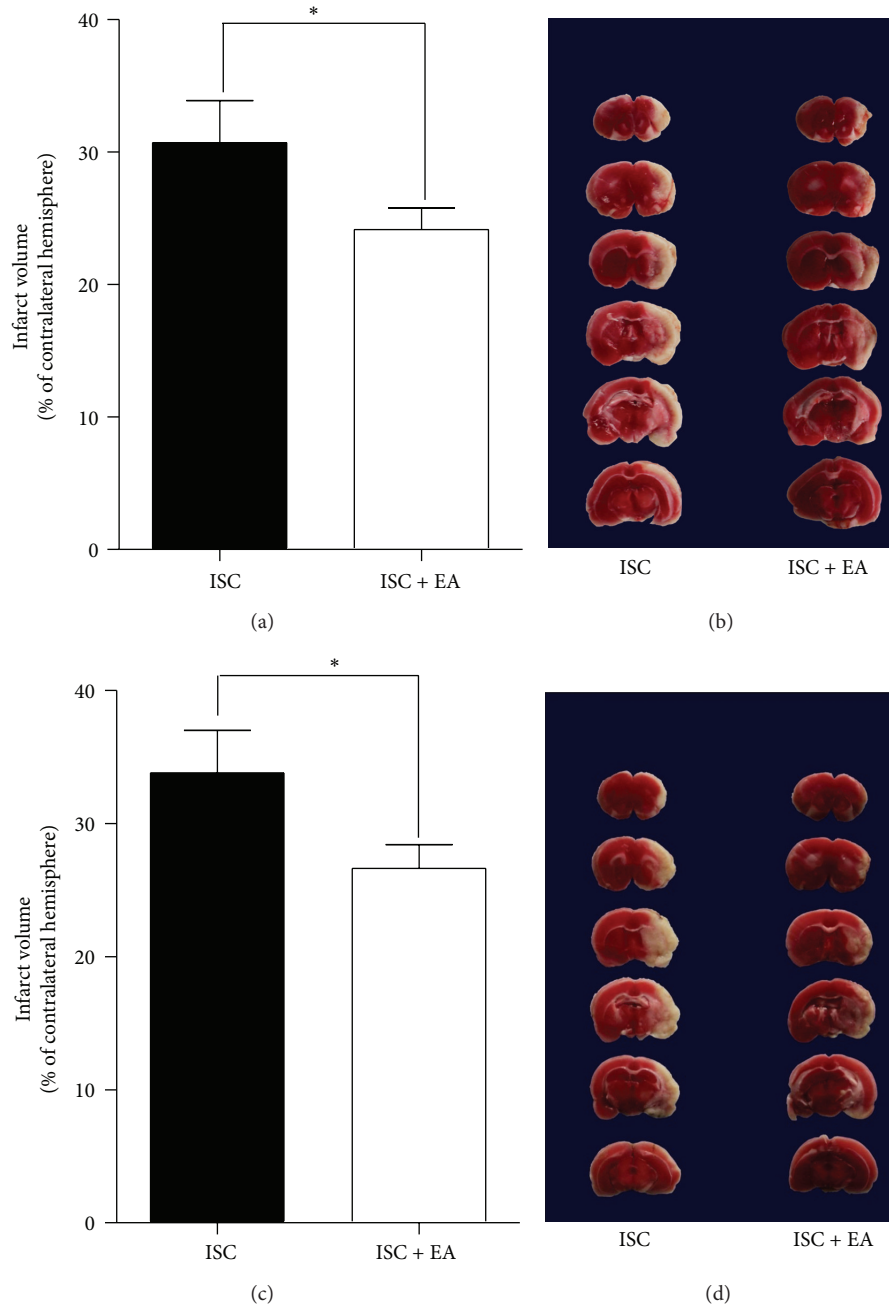 *
40
30
20
10
0
Infarct volume
(% of contralateral hemisphere)
ISC
ISC + EA
(a)
ISC
ISC + EA
(b)
*
40
30
20
10
0
Infarct volume
(% of contralateral hemisphere)
ISC
ISC + EA
(c)
ISC
ISC + EA
(d)